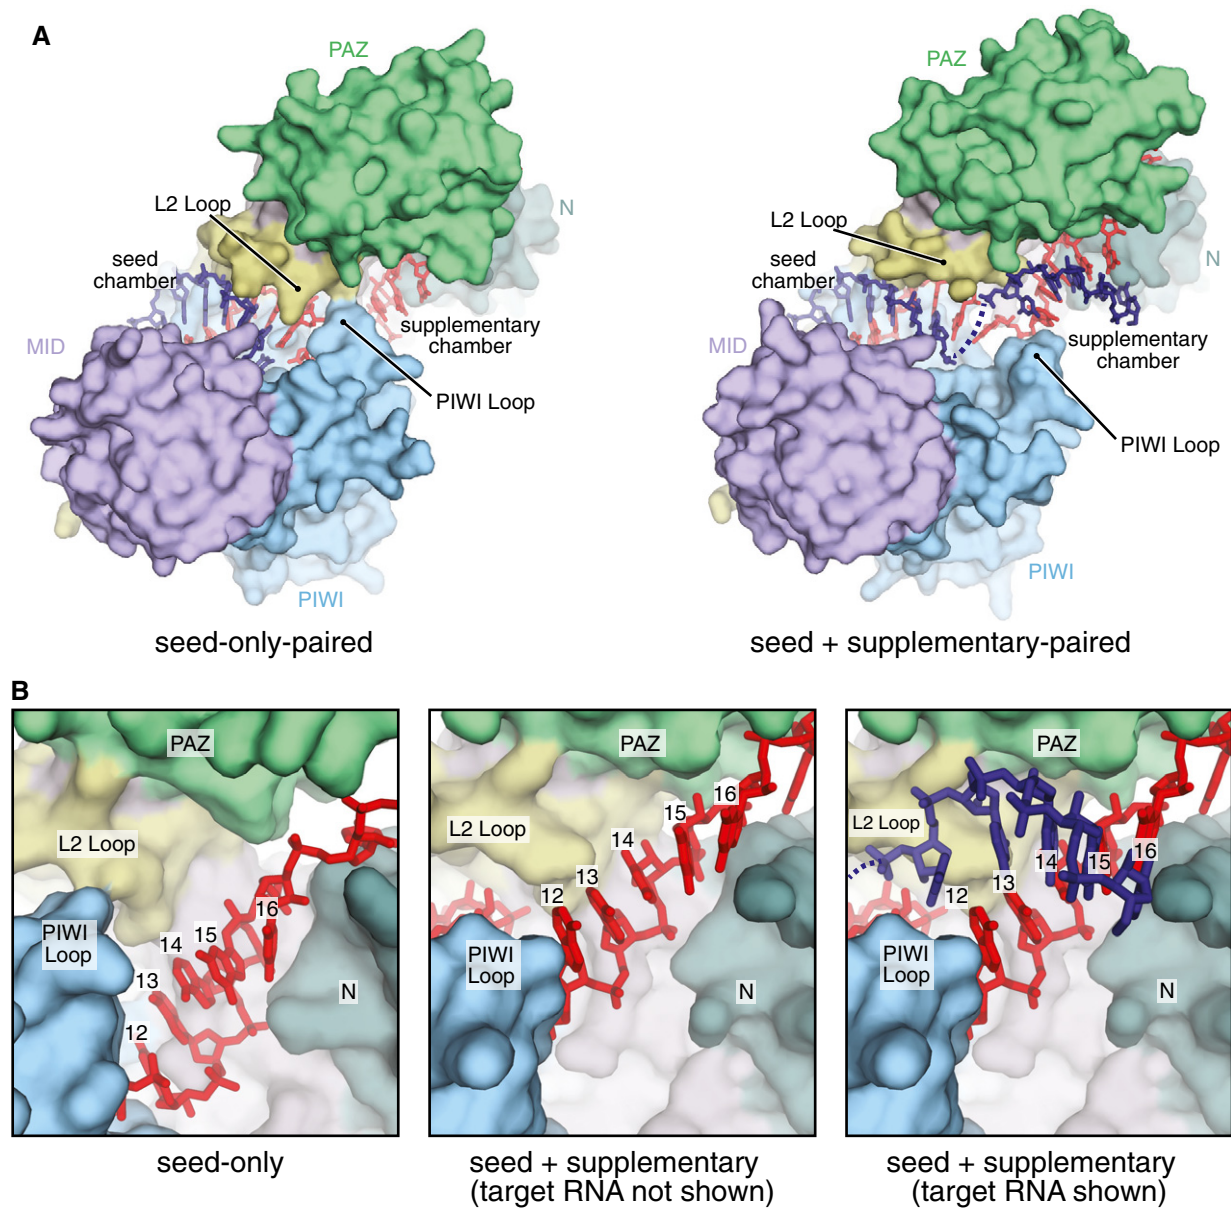 A
PAZ
L2 Loop
N
seed
chamber
supplementary
chamber
MID
PIWI Loop
PIWI
seed-only-paired
PAZ
L2 Loop
N
seed
chamber
supplementary
chamber
MID
PIWI Loop
PIWI
seed + supplementary-paired
B
PAZ
L2 Loop
16
PIWI
Loop
14
15
13
N
12
seed-only
PAZ
16
15
L2 Loop
14
13
12
PIWI
Loop
N
seed + supplementary
(target RNA not shown)
PAZ
L2 Loop
14
15
16
13
12
PIWI
Loop
N
seed + supplementary
(target RNA shown)